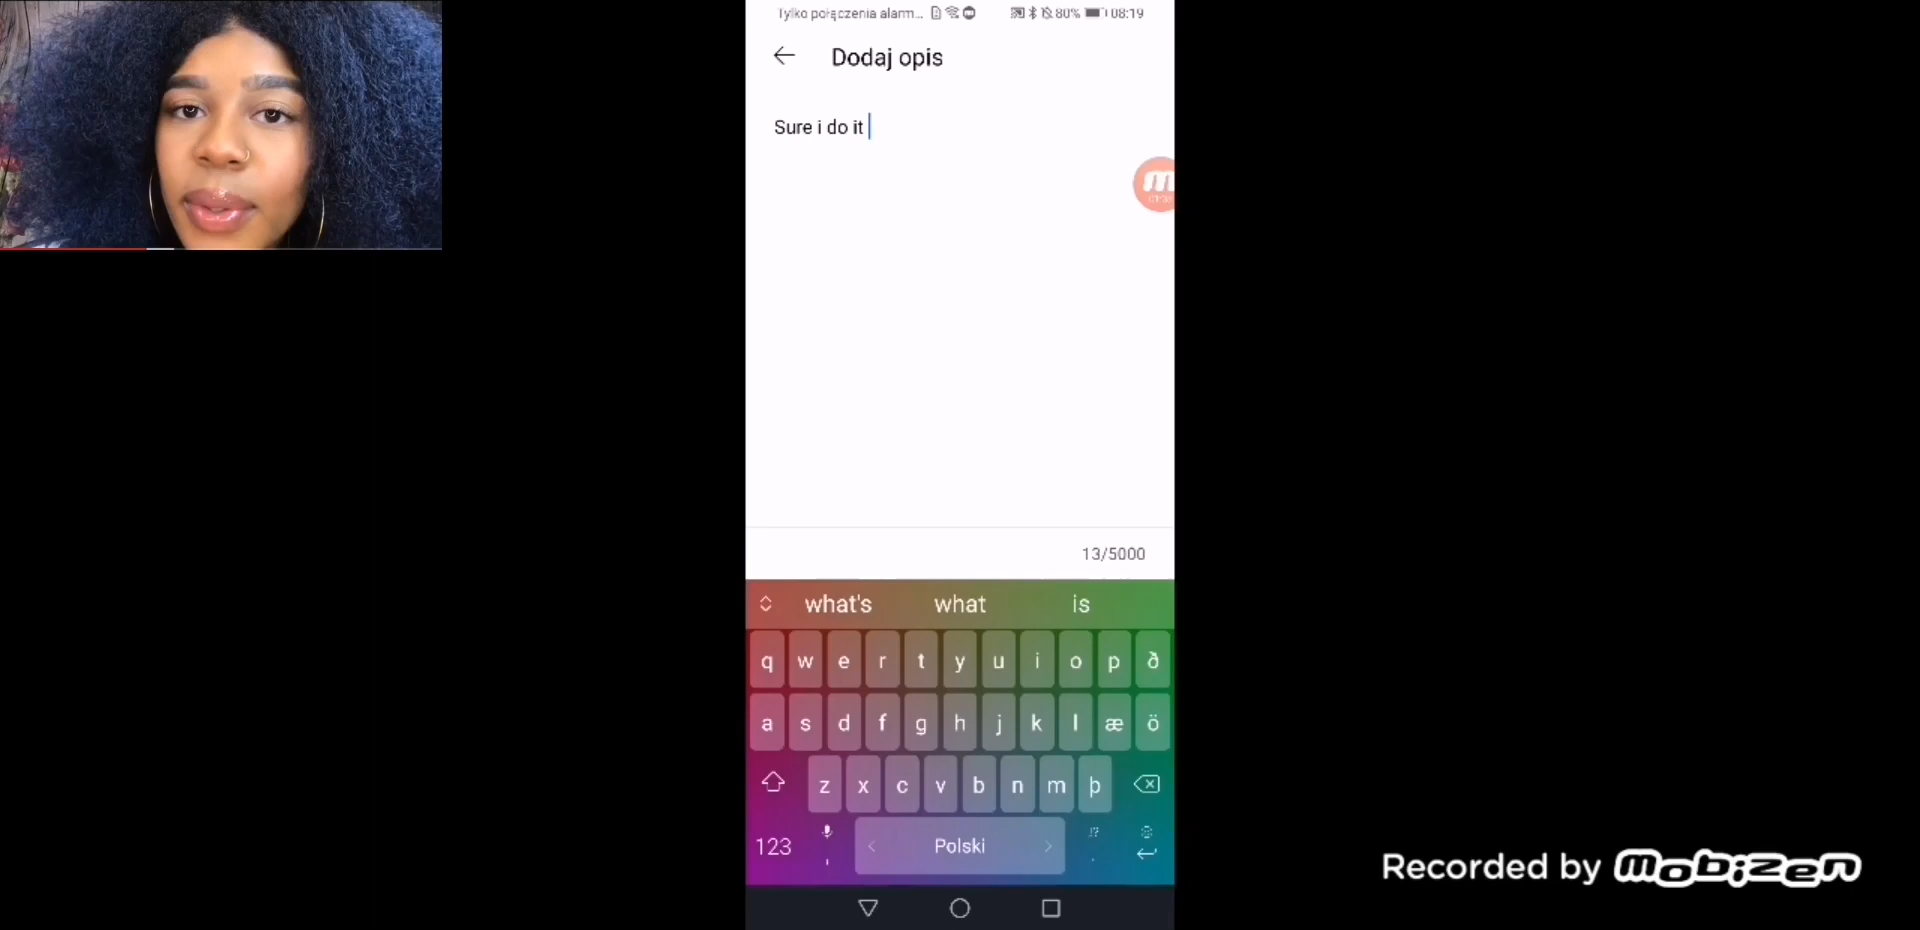 Tylko połączenia alarm... 80% 08:19
Dodaj opis
Sure i do it
m
13/5000
what's what is
q w e r t y u i o p ð
a s d f g h j k l æ ö
z x c v b n m þ
!?
123 , Polski .
Recorded by mobizen